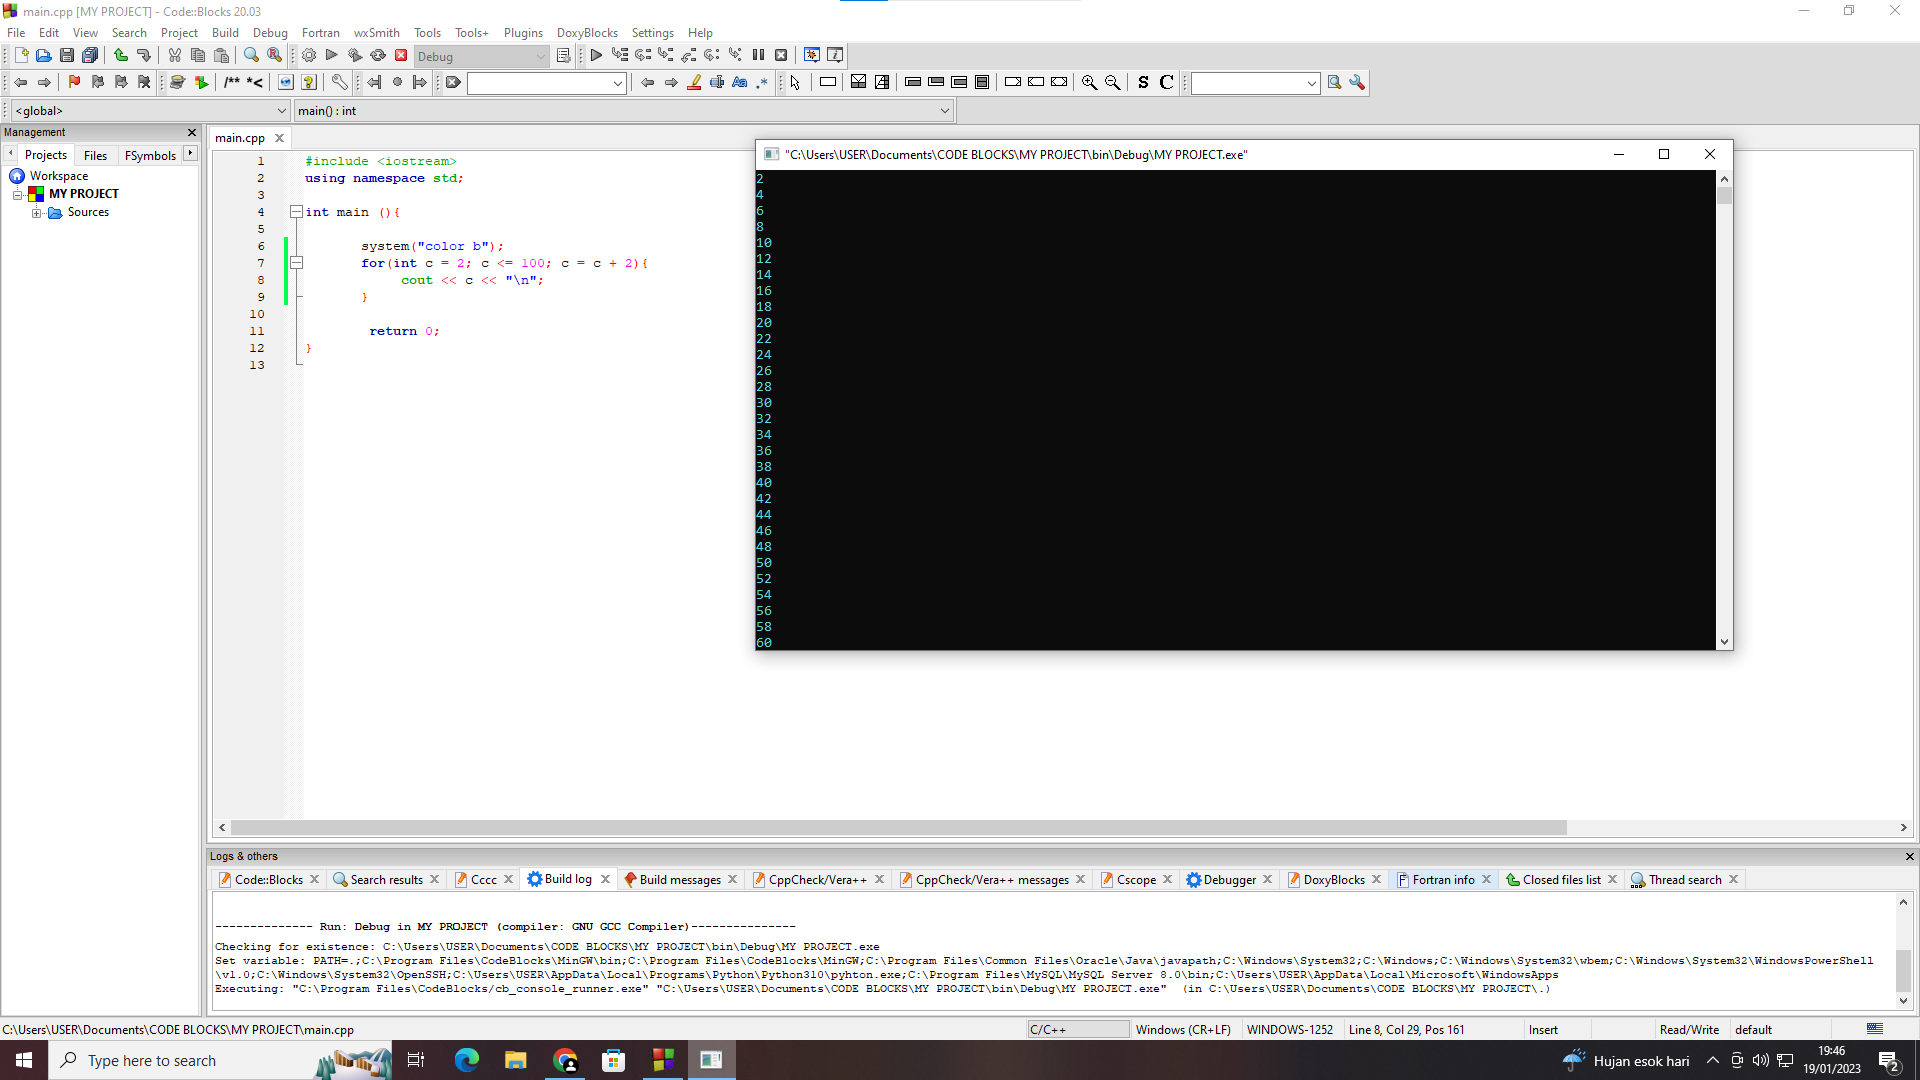 main.cpp [MY PROJECT] - Code::Blocks 20.03
File Edit View Search Project Build Debug Fortran wxSmith Tools Tools+ Plugins DoxyBlocks Settings Help
Debug
/** *<
Aa .*
S C
<global> main() : int
Management
Projects Files FSymbols
Workspace
MY PROJECT
Sources
main.cpp
1 #include <iostream>
2 using namespace std;
3
4 int main (){
5
6 system("color b");
7 for(int c = 2; c <= 100; c = c + 2){
8 cout << c << "\n";
9 }
10
11 return 0;
12 }
13
"C:\Users\USER\Documents\CODE BLOCKS\MY PROJECT\bin\Debug\MY PROJECT.exe"
2
4
6
8
10
12
14
16
18
20
22
24
26
28
30
32
34
36
38
40
42
44
46
48
50
52
54
56
58
60
Logs & others
Code::Blocks Search results Cccc Build log Build messages CppCheck/Vera++ CppCheck/Vera++ messages Cscope Debugger DoxyBlocks Fortran info Closed files list Thread search
-------------- Run: Debug in MY PROJECT (compiler: GNU GCC Compiler)---------------
Checking for existence: C:\Users\USER\Documents\CODE BLOCKS\MY PROJECT\bin\Debug\MY PROJECT.exe
Set variable: PATH=.;C:\Program Files\CodeBlocks\MinGW\bin;C:\Program Files\CodeBlocks\MinGW;C:\Program Files\Common Files\Oracle\Java\javapath;C:\Windows\System32;C:\Windows;C:\Windows\System32\wbem;C:\Windows\System32\WindowsPowerShell
\v1.0;C:\Windows\System32\OpenSSH;C:\Users\USER\AppData\Local\Programs\Python\Python310\pyhton.exe;C:\Program Files\MySQL\MySQL Server 8.0\bin;C:\Users\USER\AppData\Local\Microsoft\WindowsApps
Executing: "C:\Program Files\CodeBlocks/cb_console_runner.exe" "C:\Users\USER\Documents\CODE BLOCKS\MY PROJECT\bin\Debug\MY PROJECT.exe" (in C:\Users\USER\Documents\CODE BLOCKS\MY PROJECT\.)
C:\Users\USER\Documents\CODE BLOCKS\MY PROJECT\main.cpp C/C++ Windows (CR+LF) WINDOWS-1252 Line 8, Col 29, Pos 161 Insert Read/Write default
Type here to search
Hujan esok hari
19:46
19/01/2023
2